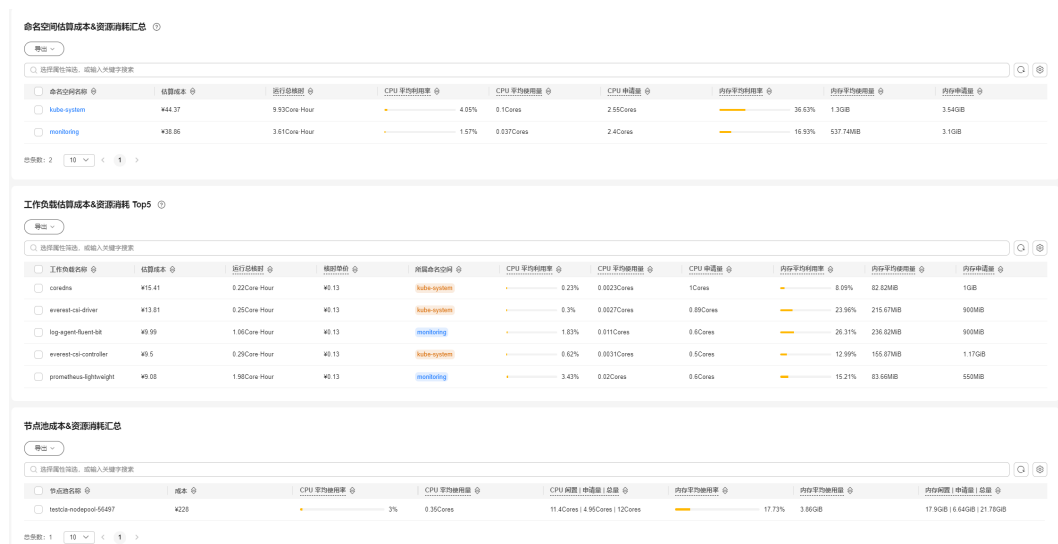 命名空间估算成本&资源消耗汇总
导出
选择属性筛选，或输入关键字搜索
命名空间名称 估算成本 运行总核时 CPU 平均利用率 CPU 平均使用量 CPU 申请量 内存平均利用率 内存平均使用量 内存申请量
kube-system ¥44.37 9.93Core Hour 4.05% 0.1Cores 2.55Cores 36.63% 1.3GiB 3.54GiB
monitoring ¥38.86 3.61Core Hour 1.57% 0.037Cores 2.4Cores 16.93% 537.74MiB 3.1GiB
总条数：2 10 1
工作负载估算成本&资源消耗 Top5
导出
选择属性筛选，或输入关键字搜索
工作负载名称 估算成本 运行总核时 核时单价 所属命名空间 CPU 平均利用率 CPU 平均使用量 CPU 申请量 内存平均利用率 内存平均使用量 内存申请量
coredns ¥15.41 0.22Core Hour ¥0.13 kube-system 0.23% 0.0023Cores 1Cores 8.09% 82.82MiB 1GiB
everest-csi-driver ¥13.81 0.25Core Hour ¥0.13 kube-system 0.3% 0.0027Cores 0.89Cores 23.96% 215.67MiB 900MiB
log-agent-fluent-bit ¥9.99 1.06Core Hour ¥0.13 monitoring 1.83% 0.011Cores 0.6Cores 26.31% 236.82MiB 900MiB
everest-csi-controller ¥9.5 0.29Core Hour ¥0.13 kube-system 0.62% 0.0031Cores 0.5Cores 12.99% 155.87MiB 1.17GiB
prometheus-lightweight ¥9.08 1.98Core Hour ¥0.13 monitoring 3.43% 0.02Cores 0.6Cores 15.21% 83.66MiB 550MiB
节点池成本&资源消耗汇总
导出
选择属性筛选，或输入关键字搜索
节点池名称 成本 CPU 平均使用率 CPU 平均使用量 CPU 闲置 | 申请量 | 总量 内存平均使用率 内存平均使用量 内存闲置 | 申请量 | 总量
testcla-nodepool-56497 ¥228 3% 0.35Cores 11.4Cores | 4.95Cores | 12Cores 17.73% 3.86GiB 17.9GiB | 6.64GiB | 21.78GiB
总条数：1 10 1